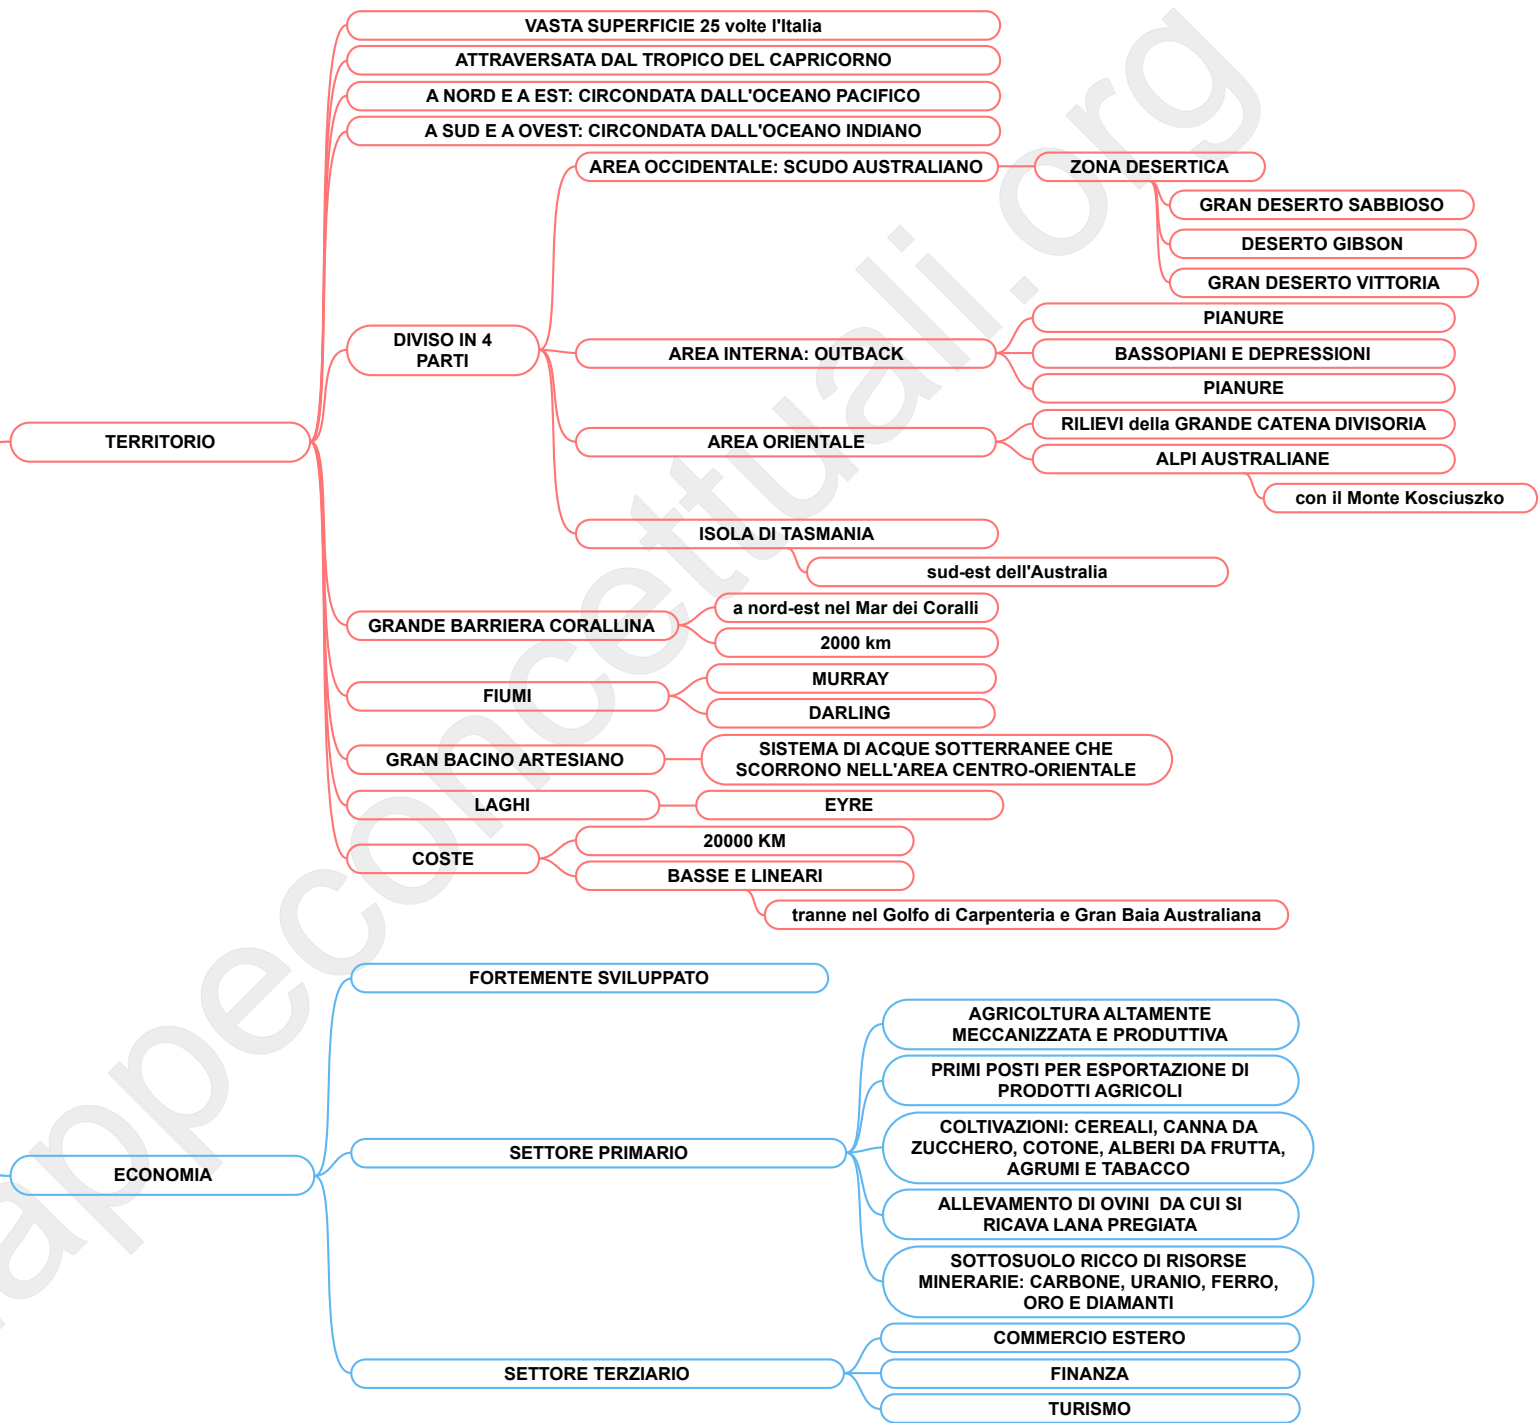 VASTA SUPERFICIE 25 volte l'Italia
ATTRAVERSATA DAL TROPICO DEL CAPRICORNO
A NORD E A EST: CIRCONDATA DALL'OCEANO PACIFICO
A SUD E A OVEST: CIRCONDATA DALL'OCEANO INDIANO
AREA OCCIDENTALE: SCUDO AUSTRALIANO
ZONA DESERTICA
GRAN DESERTO SABBIOSO
DESERTO GIBSON
GRAN DESERTO VITTORIA
DIVISO IN 4
PARTI
PIANURE
AREA INTERNA: OUTBACK
BASSOPIANI E DEPRESSIONI
PIANURE
TERRITORIO
AREA ORIENTALE
RILIEVI della GRANDE CATENA DIVISORIA
ALPI AUSTRALIANE
con il Monte Kosciuszko
ISOLA DI TASMANIA
sud-est dell'Australia
GRANDE BARRIERA CORALLINA
a nord-est nel Mar dei Coralli
2000 km
FIUMI
MURRAY
DARLING
GRAN BACINO ARTESIANO
SISTEMA DI ACQUE SOTTERRANEE CHE
SCORRONO NELL'AREA CENTRO-ORIENTALE
LAGHI
EYRE
COSTE
20000 KM
BASSE E LINEARI
tranne nel Golfo di Carpenteria e Gran Baia Australiana
FORTEMENTE SVILUPPATO
ECONOMIA
SETTORE PRIMARIO
AGRICOLTURA ALTAMENTE
MECCANIZZATA E PRODUTTIVA
PRIMI POSTI PER ESPORTAZIONE DI
PRODOTTI AGRICOLI
COLTIVAZIONI: CEREALI, CANNA DA
ZUCCHERO, COTONE, ALBERI DA FRUTTA,
AGRUMI E TABACCO
ALLEVAMENTO DI OVINI  DA CUI SI
RICAVA LANA PREGIATA
SOTTOSUOLO RICCO DI RISORSE
MINERARIE: CARBONE, URANIO, FERRO,
ORO E DIAMANTI
SETTORE TERZIARIO
COMMERCIO ESTERO
FINANZA
TURISMO
appeconcettuali.org